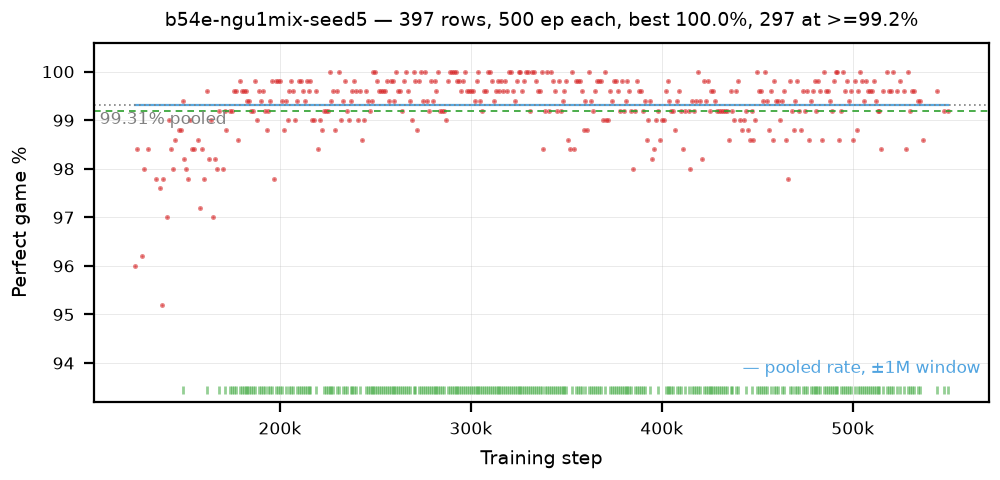 b54e-ngu1mix-seed5 — 397 rows, 500 ep each, best 100.0%, 297 at >=99.2%
Perfect game %
100
99
98
97
96
95
94
99.31% pooled
— pooled rate, ±1M window
200k
300k
400k
500k
Training step